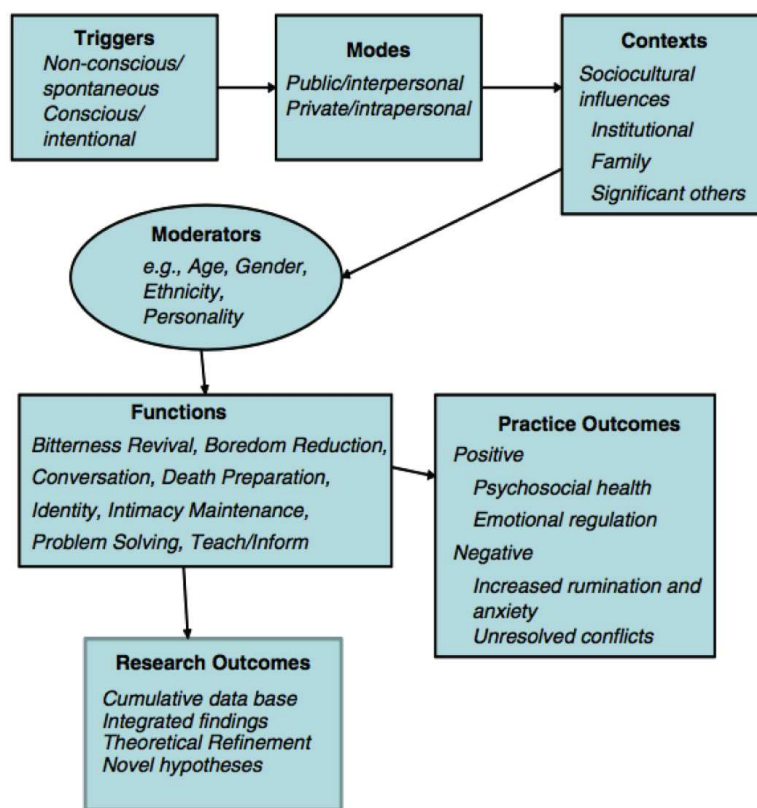 Triggers
Non-conscious/
spontaneous
Conscious/
intentional
Modes
Public/interpersonal
Private/intrapersonal
Contexts
Sociocultural
influences
Institutional
Family
Significant others
Moderators
e.g., Age, Gender,
Ethnicity,
Personality
Functions
Bitterness Revival, Boredom Reduction,
Conversation, Death Preparation,
Identity, Intimacy Maintenance,
Problem Solving, Teach/Inform
Practice Outcomes
Positive
Psychosocial health
Emotional regulation
Negative
Increased rumination and
anxiety
Unresolved conflicts
Research Outcomes
Cumulative data base
Integrated findings
Theoretical Refinement
Novel hypotheses